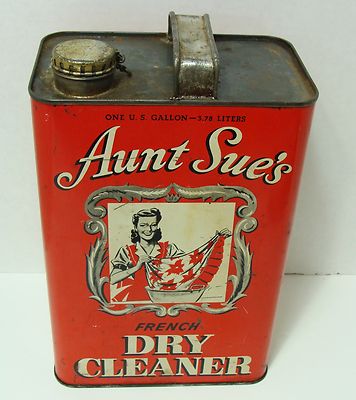 ONE U.S. GALLON—3.78 LITERS
Aunt Sue's
FRENCH
DRY
CLEANER